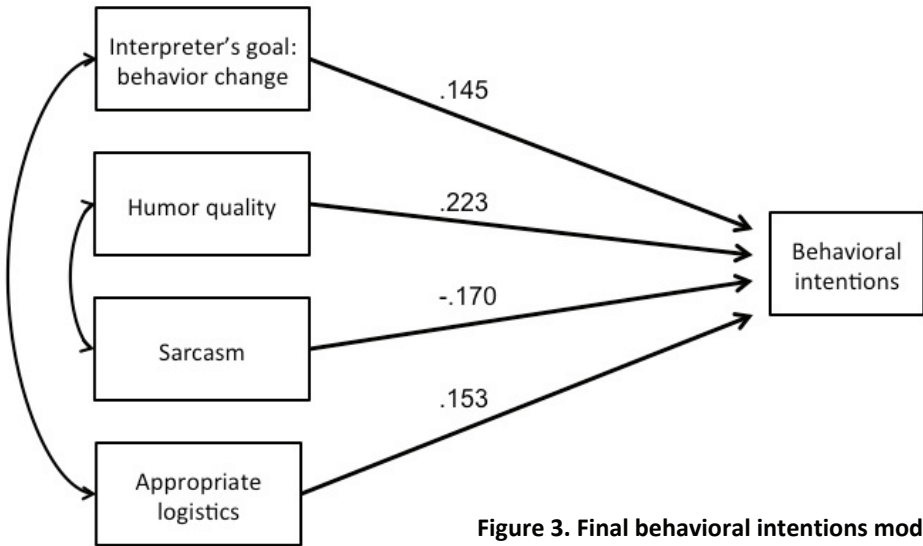 Interpreter's goal:
behavior change
.145
Humor quality
.223
Behavioral
intentions
-.170
Sarcasm
.153
Appropriate
logistics
Figure 3. Final behavioral intentions mod